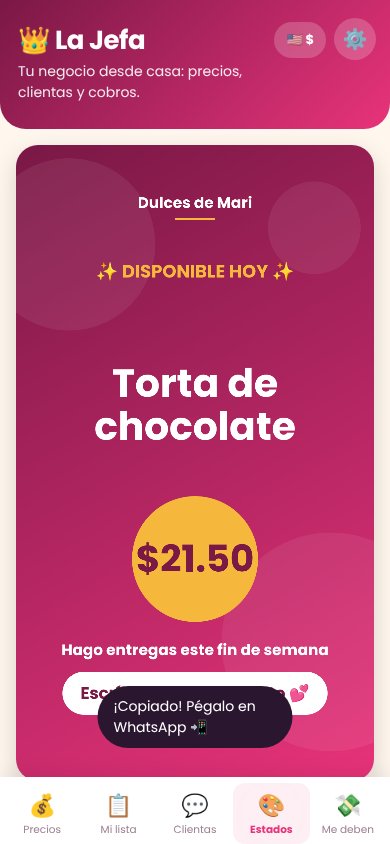 👑 La Jefa
🇺🇸 $
⚙️
Tu negocio desde casa: precios,
clientas y cobros.
Dulces de Mari
✨ DISPONIBLE HOY ✨
Torta de
chocolate
$21.50
Hago entregas este fin de semana
💕
¡Copiado! Pégalo en
WhatsApp 📲
💰 📋 💬 🎨 💸
Precios Mi lista Clientas Estados Me deben